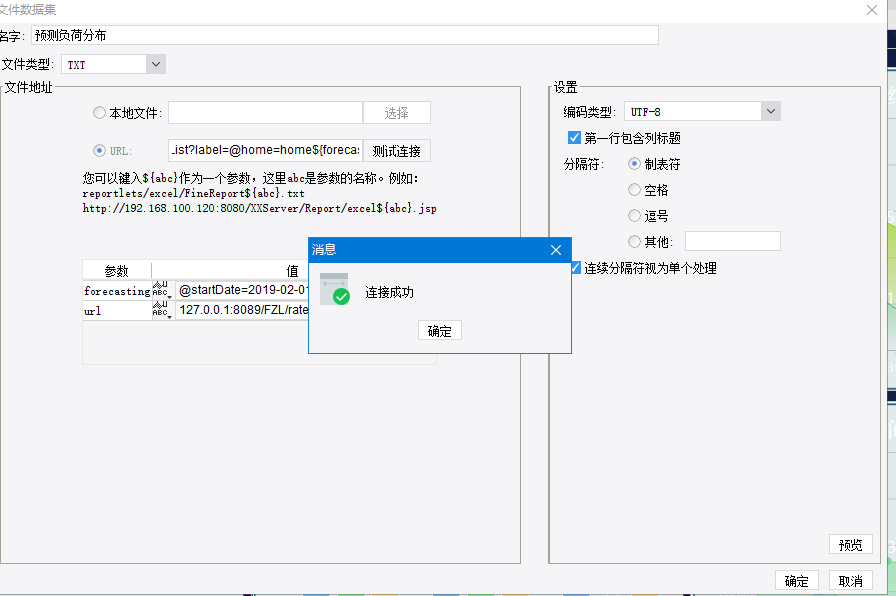 文件数据集
名字: 预测负荷分布
文件类型: TXT
文件地址
本地文件: 选择
URL: .ist?label=@home=home${foreca: 测试连接
您可以键入${abc}作为一个参数，这里abc是参数的名称。例如：
reportlets/excel/FineReport${abc}.txt
http://192.168.100.120:8080/XXServer/Report/excel${abc}.jsp
参数 值
forecasting ABC @startDate=2019-02-01
url ABC 127.0.0.1:8089/FZL/rate
消息
连接成功
确定
设置
编码类型: UTF-8
第一行包含列标题
分隔符: 制表符
空格
逗号
其他:
连续分隔符视为单个处理
预览
确定 取消